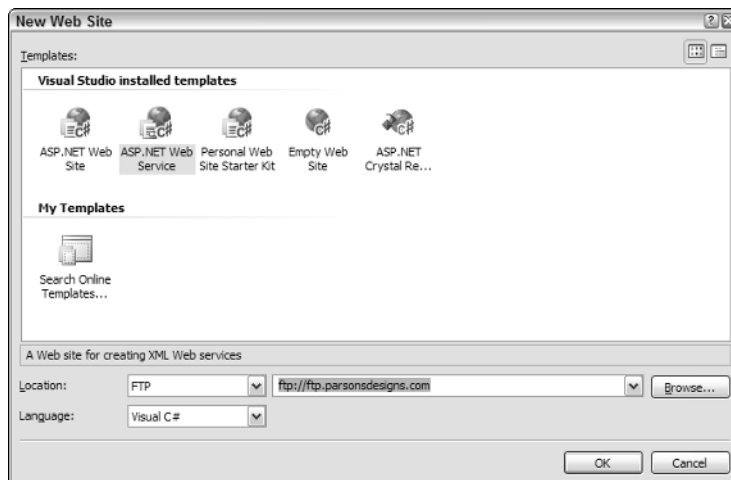 New Web Site
Templates:
Visual Studio installed templates
ASP.NET Web Site
ASP.NET Web Service
Personal Web Site Starter Kit
Empty Web Site
ASP.NET Crystal Re...
My Templates
Search Online Templates...
A Web site for creating XML Web services
Location:
FTP
ftp://ftp.parsonsdesigns.com
Browse...
Language:
Visual C#
OK
Cancel